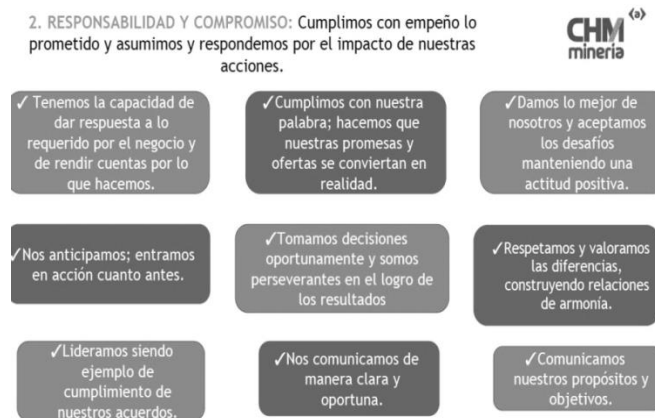 2. RESPONSABILIDAD Y COMPROMISO: Cumplimos con empeño lo
prometido y asumimos y respondemos por el impacto de nuestras
acciones.
CHM (a)
minería
✓Tenemos la capacidad de
dar respuesta a lo
requerido por el negocio y
de rendir cuentas por lo
que hacemos.
✓Cumplimos con nuestra
palabra; hacemos que
nuestras promesas y
ofertas se conviertan en
realidad.
✓Damos lo mejor de
nosotros y aceptamos
los desafíos
manteniendo una
actitud positiva.
✓Nos anticipamos; entramos
en acción cuanto antes.
✓Tomamos decisiones
oportunamente y somos
perseverantes en el logro de
los resultados
✓Respetamos y valoramos
las diferencias,
construyendo relaciones
de armonía.
✓Lideramos siendo
ejemplo de
cumplimiento de
nuestros acuerdos.
✓Nos comunicamos de
manera clara y
oportuna.
✓Comunicamos
nuestros propósitos y
objetivos.